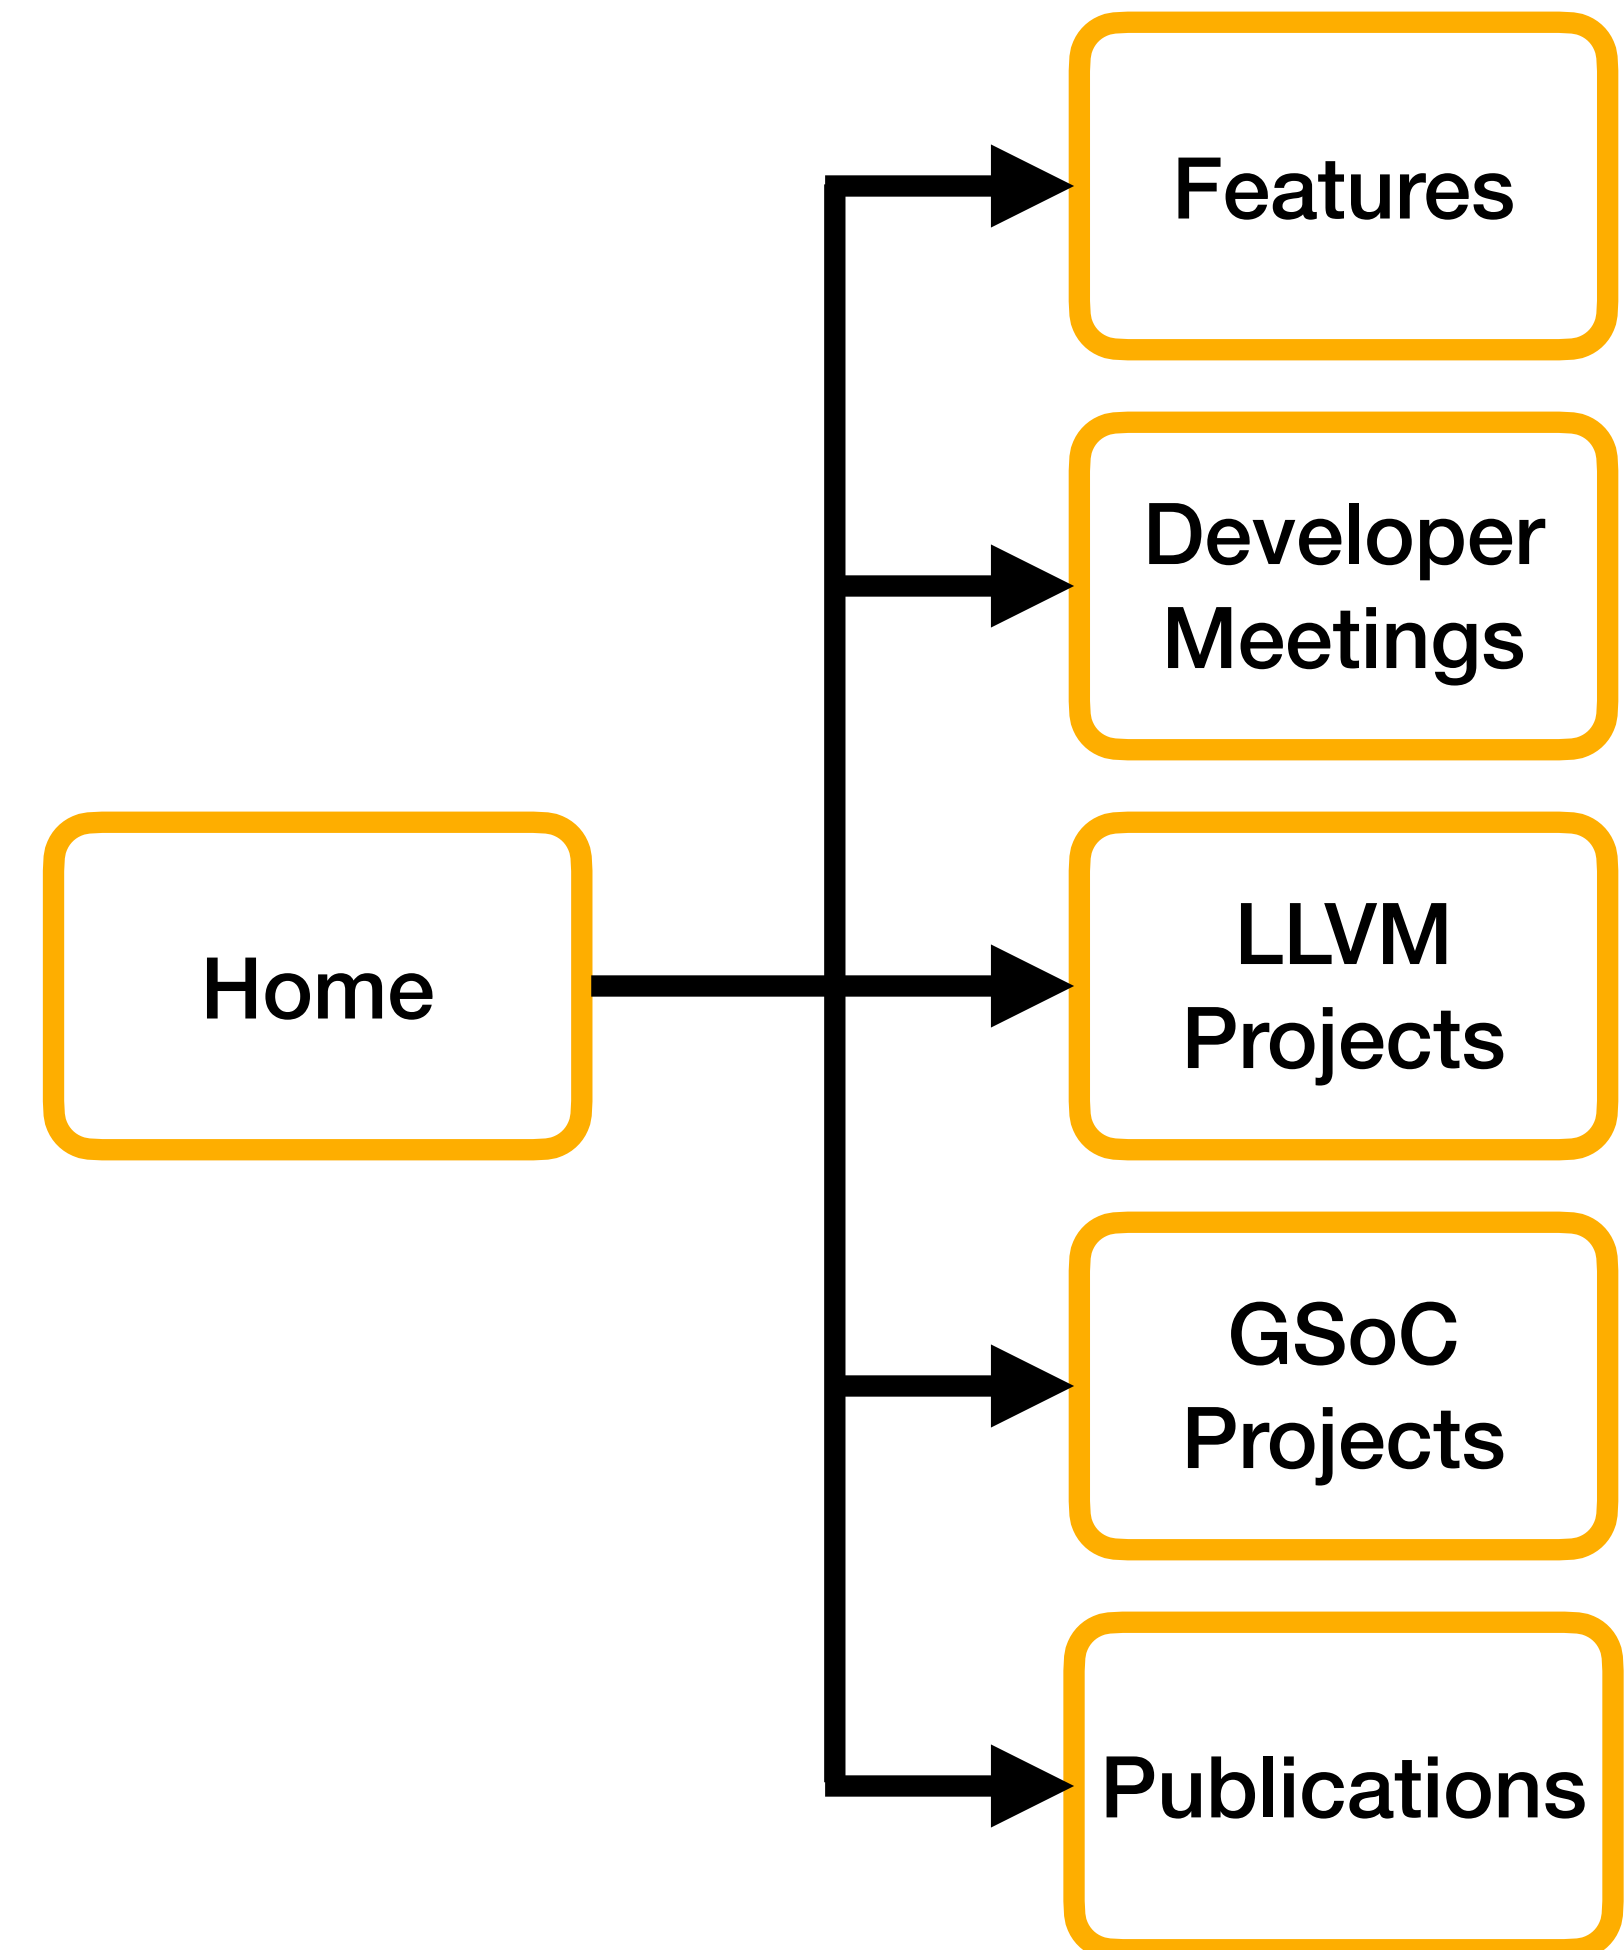 Features
Developer
Meetings
Home
LLVM
Projects
GSoC
Projects
Publications